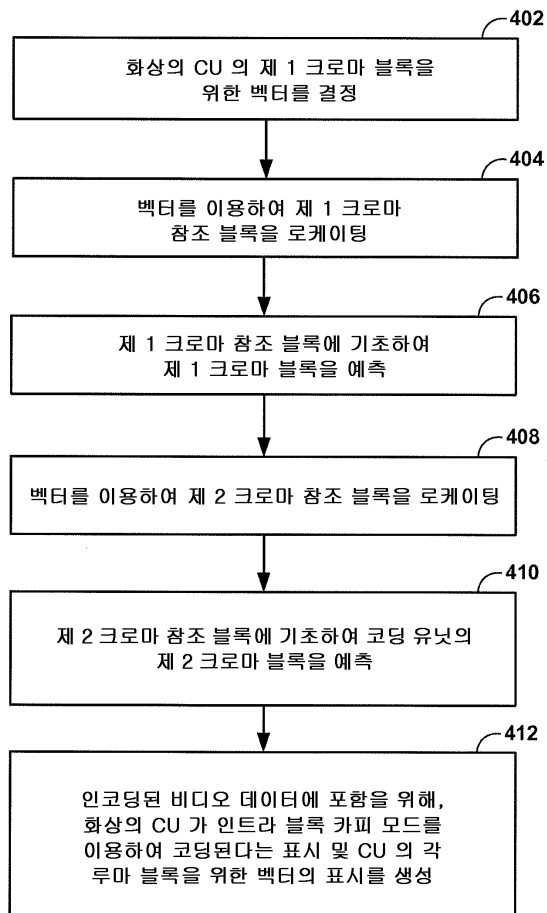 402
화상의 CU 의 제 1 크로마 블록을
위한 벡터를 결정
404
벡터를 이용하여 제 1 크로마
참조 블록을 로케이팅
406
제 1 크로마 참조 블록에 기초하여
제 1 크로마 블록을 예측
408
벡터를 이용하여 제 2 크로마 참조 블록을 로케이팅
410
제 2 크로마 참조 블록에 기초하여 코딩 유닛의
제 2 크로마 블록을 예측
412
인코딩된 비디오 데이터에 포함을 위해,
화상의 CU 가 인트라 블록 카피 모드를
이용하여 코딩된다는 표시 및 CU 의 각
루마 블록을 위한 벡터의 표시를 생성